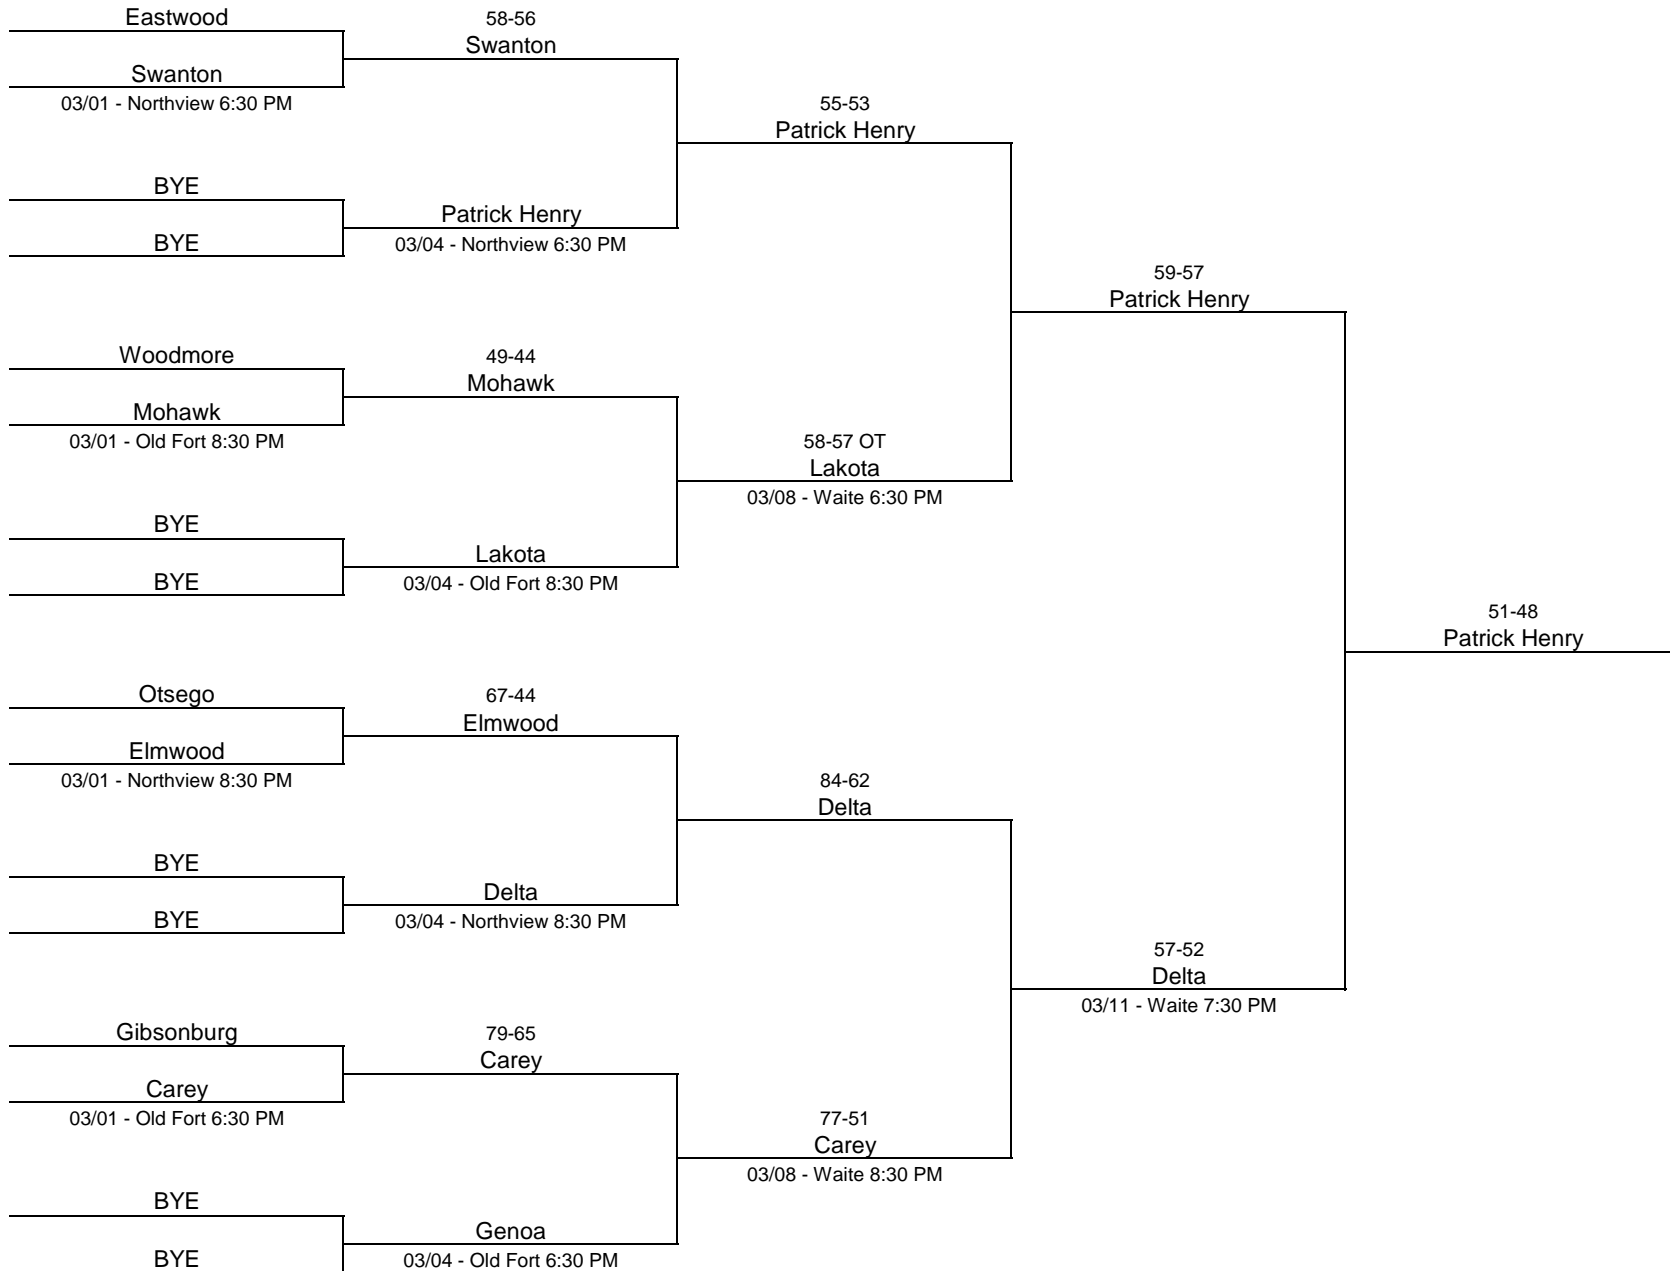 Eastwood
Swanton
03/01 - Northview 6:30 PM
BYE
BYE
Woodmore
Mohawk
03/01 - Old Fort 8:30 PM
BYE
BYE
Otsego
Elmwood
03/01 - Northview 8:30 PM
BYE
BYE
Gibsonburg
Carey
03/01 - Old Fort 6:30 PM
BYE
BYE
58-56
Swanton
Patrick Henry
03/04 - Northview 6:30 PM
49-44
Mohawk
Lakota
03/04 - Old Fort 8:30 PM
67-44
Elmwood
Delta
03/04 - Northview 8:30 PM
79-65
Carey
Genoa
03/04 - Old Fort 6:30 PM
55-53
Patrick Henry
58-57 OT
Lakota
03/08 - Waite 6:30 PM
84-62
Delta
77-51
Carey
03/08 - Waite 8:30 PM
59-57
Patrick Henry
57-52
Delta
03/11 - Waite 7:30 PM
51-48
Patrick Henry